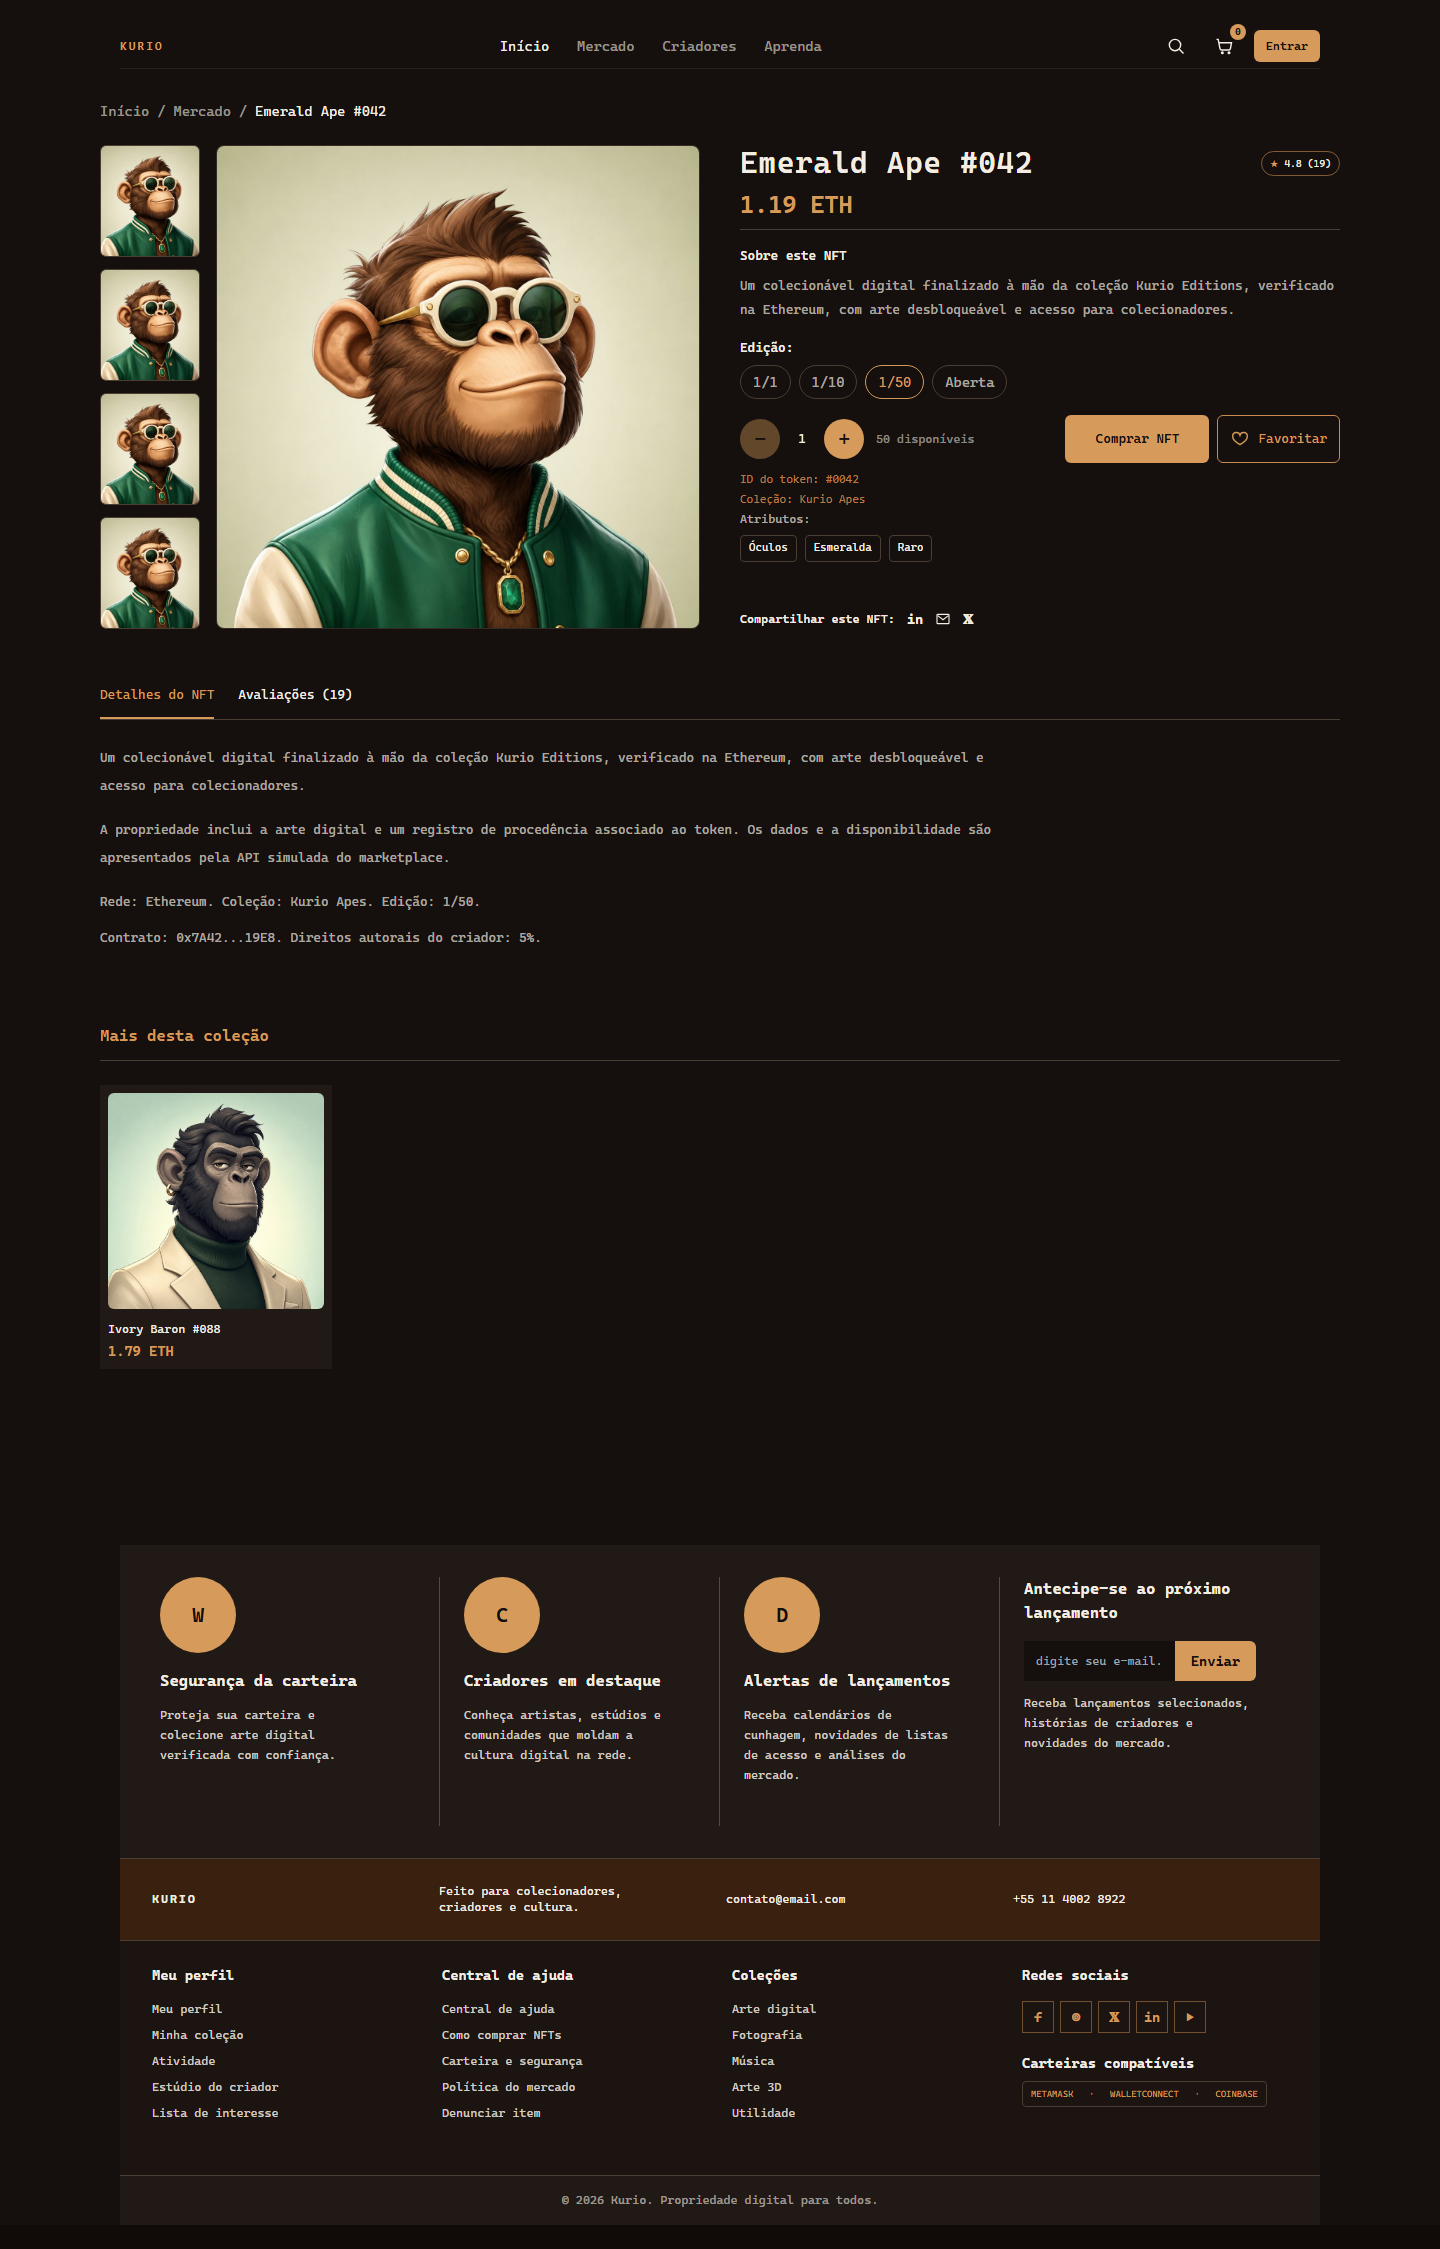 KURIO
Início Mercado Criadores Aprenda
0
Entrar
Início / Mercado / Emerald Ape #042
Emerald Ape #042
★ 4.8 (19)
1.19 ETH
Sobre este NFT
Um colecionável digital finalizado à mão da coleção Kurio Editions, verificado
na Ethereum, com arte desbloqueável e acesso para colecionadores.
Edição:
1/1 1/10 1/50 Aberta
− 1 + 50 disponíveis
Comprar NFT
Favoritar
ID do token: #0042
Coleção: Kurio Apes
Atributos:
Óculos Esmeralda Raro
Compartilhar este NFT: in X
Detalhes do NFT Avaliações (19)
Um colecionável digital finalizado à mão da coleção Kurio Editions, verificado na Ethereum, com arte desbloqueável e
acesso para colecionadores.
A propriedade inclui a arte digital e um registro de procedência associado ao token. Os dados e a disponibilidade são
apresentados pela API simulada do marketplace.
Rede: Ethereum. Coleção: Kurio Apes. Edição: 1/50.
Contrato: 0x7A42...19E8. Direitos autorais do criador: 5%.
Mais desta coleção
Ivory Baron #088
1.79 ETH
W
Segurança da carteira
Proteja sua carteira e
colecione arte digital
verificada com confiança.
C
Criadores em destaque
Conheça artistas, estúdios e
comunidades que moldam a
cultura digital na rede.
D
Alertas de lançamentos
Receba calendários de
cunhagem, novidades de listas
de acesso e análises do
mercado.
Antecipe-se ao próximo
lançamento
digite seu e-mail.
Enviar
Receba lançamentos selecionados,
histórias de criadores e
novidades do mercado.
KURIO
Feito para colecionadores,
criadores e cultura.
contato@email.com
+55 11 4002 8922
Meu perfil
Meu perfil
Minha coleção
Atividade
Estúdio do criador
Lista de interesse
Central de ajuda
Central de ajuda
Como comprar NFTs
Carteira e segurança
Política do mercado
Denunciar item
Coleções
Arte digital
Fotografia
Música
Arte 3D
Utilidade
Redes sociais
f X in
Carteiras compatíveis
METAMASK · WALLETCONNECT · COINBASE
© 2026 Kurio. Propriedade digital para todos.